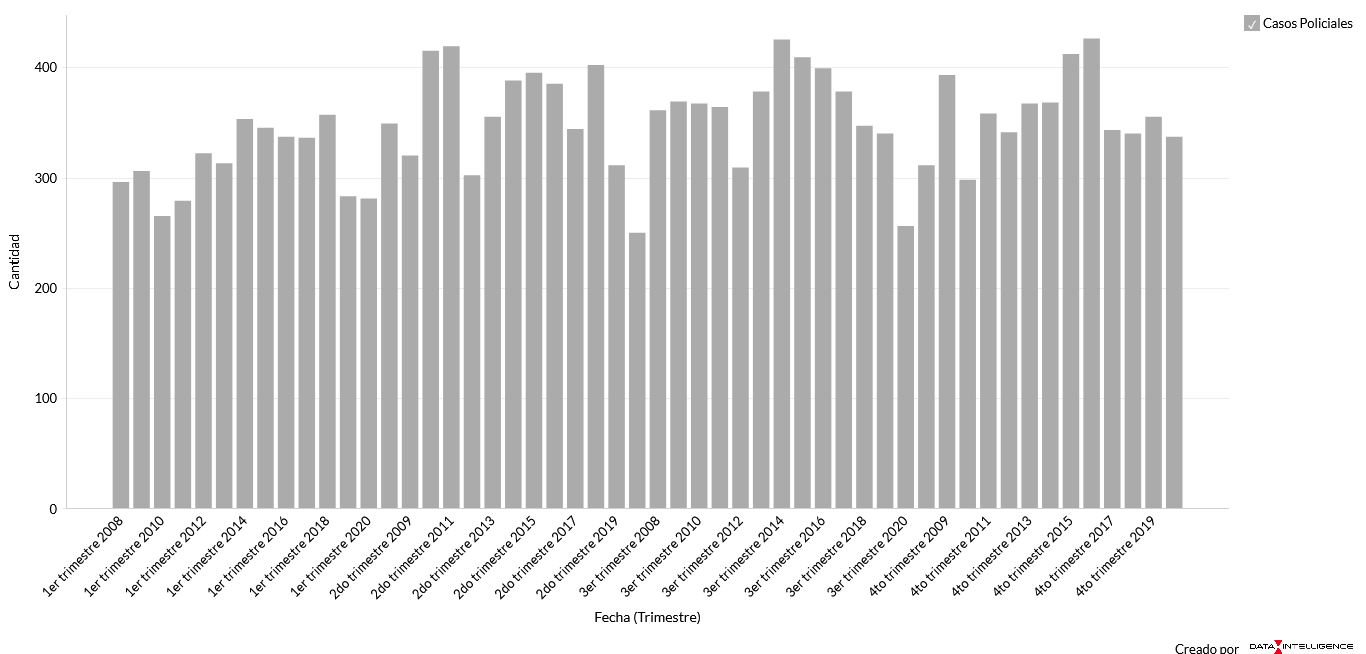 Casos Policiales
400
300
200
100
0
Cantidad
1er trimestre 2008
1er trimestre 2010
1er trimestre 2012
1er trimestre 2014
1er trimestre 2016
1er trimestre 2018
1er trimestre 2020
2do trimestre 2009
2do trimestre 2011
2do trimestre 2013
2do trimestre 2015
2do trimestre 2017
2do trimestre 2019
3er trimestre 2008
3er trimestre 2010
3er trimestre 2012
3er trimestre 2014
3er trimestre 2016
3er trimestre 2018
3er trimestre 2020
4to trimestre 2009
4to trimestre 2011
4to trimestre 2013
4to trimestre 2015
4to trimestre 2017
4to trimestre 2019
Fecha (Trimestre)
Creado por DATA INTELLIGENCE